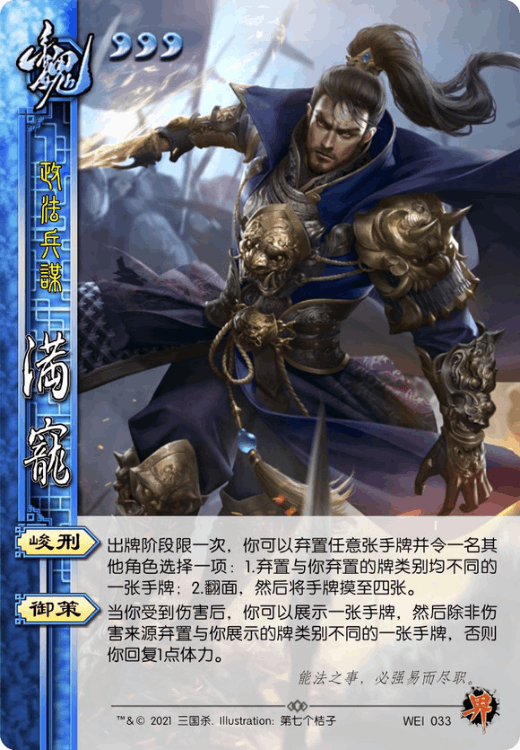 魏
政法兵謀
满寵
峻刑
出牌阶段限一次，你可以弃置任意张手牌并令一名其
他角色选择一项：1.弃置与你弃置的牌类别均不同的
一张手牌；2.翻面，然后将手牌摸至四张。
御策
当你受到伤害后，你可以展示一张手牌，然后除非伤
害来源弃置与你展示的牌类别不同的一张手牌，否则
你回复1点体力。
能法之事，必强易而尽职。
界
™&© 2021 三国杀. Illustration: 第七个桔子
WEI 033